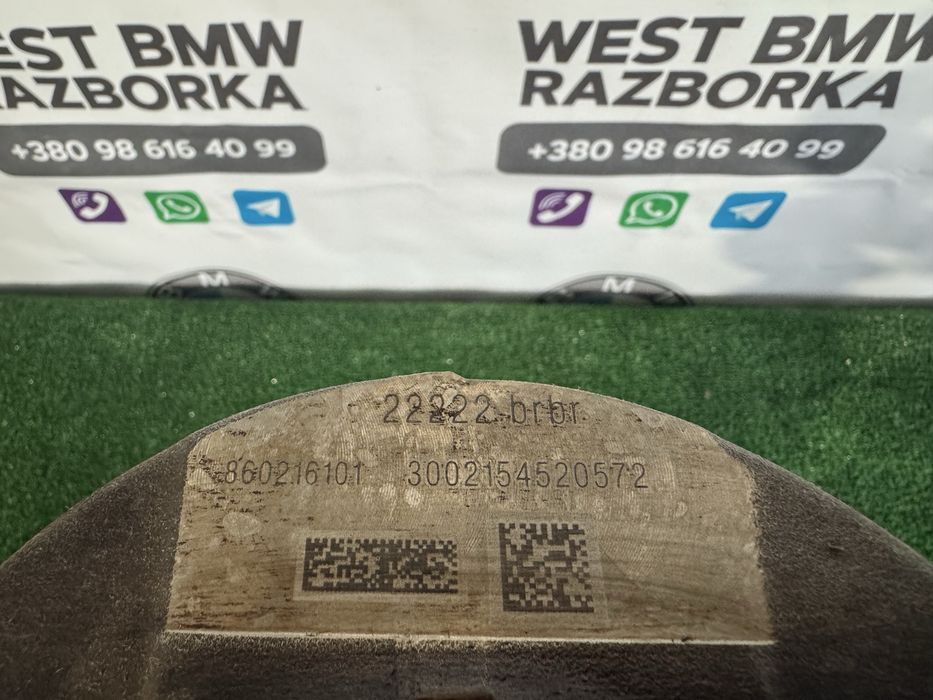 EST BMW
RAZBORKA
+380 98 616 40 99
WEST BMW
RAZBORKA
+380 98 616 40 99
M
M
22222 brbr
860216101 3002154520572